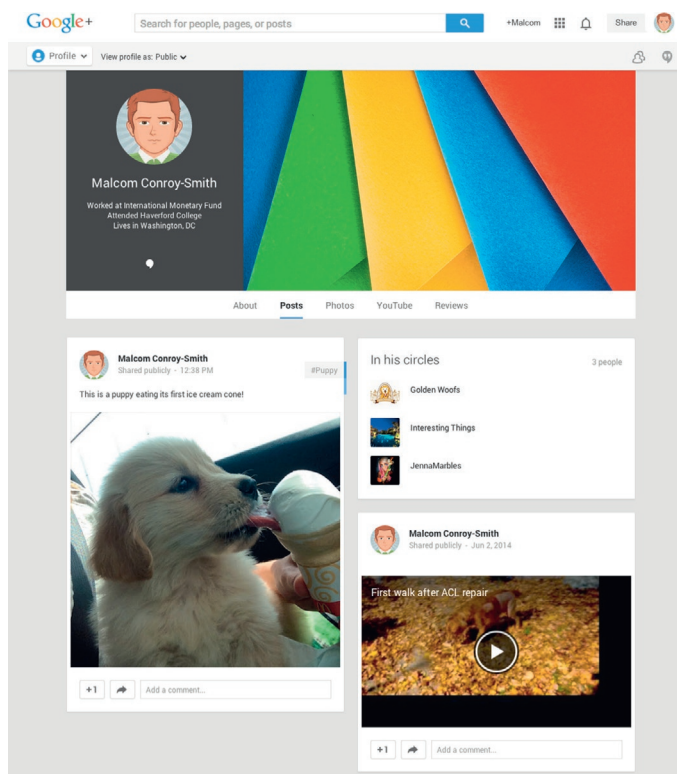 Google+
Search for people, pages, or posts
+Malcom
Share
Profile
View profile as: Public
Malcom Conroy-Smith
Worked at International Monetary Fund
Attended Haverford College
Lives in Washington, DC
About Posts Photos YouTube Reviews
Malcom Conroy-Smith
Shared publicly - 12:38 PM
#Puppy
This is a puppy eating its first ice cream cone!
+1
Add a comment...
In his circles
3 people
Golden Woofs
Interesting Things
JennaMarbles
Malcom Conroy-Smith
Shared publicly - Jun 2, 2014
First walk after ACL repair
+1
Add a comment...